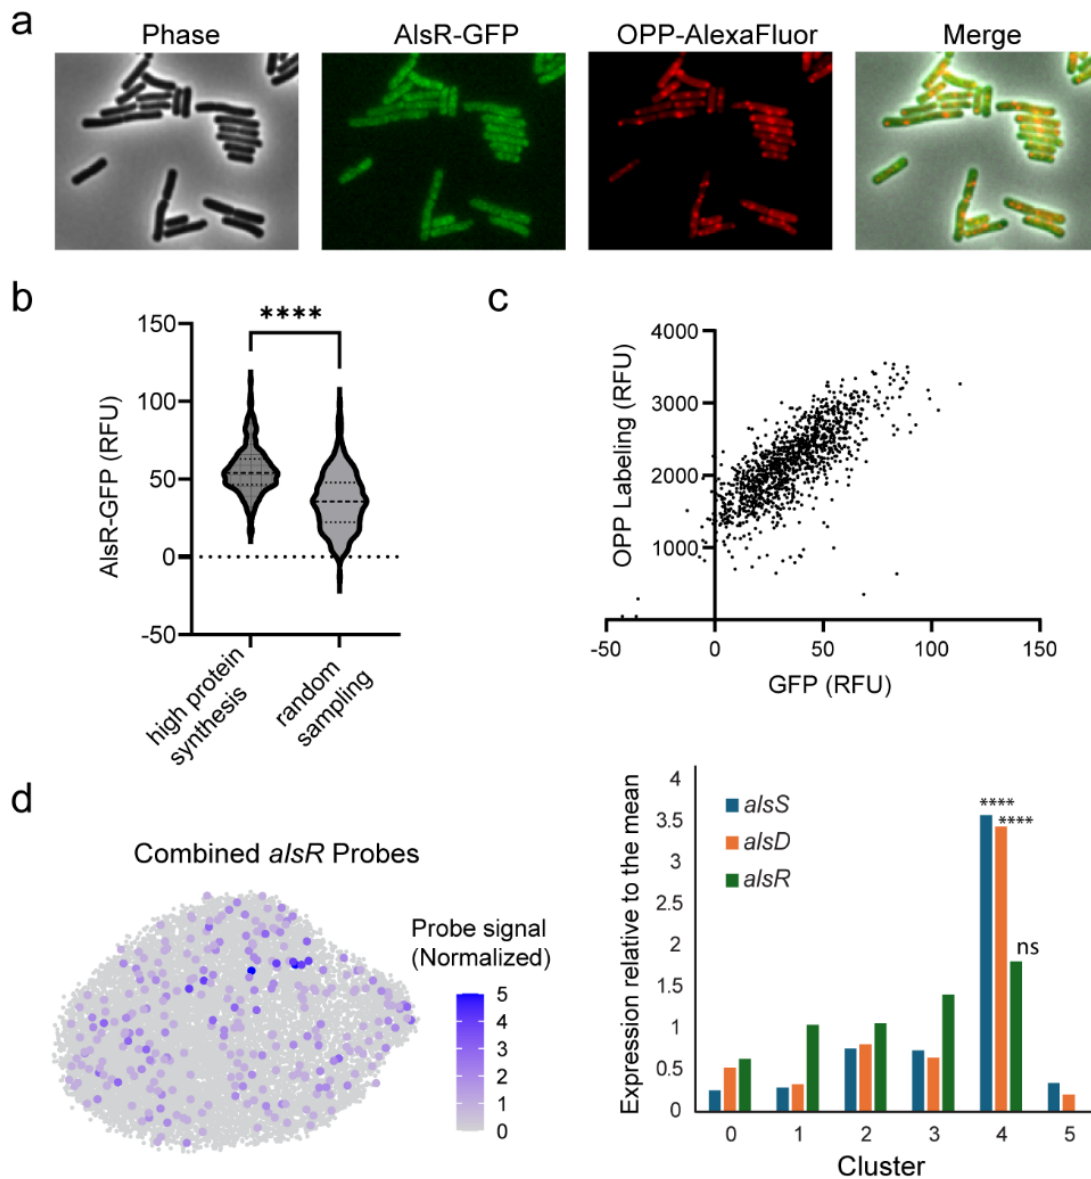 a
Phase
AlsR-GFP
OPP-AlexaFluor
Merge
b
****
AlsR-GFP (RFU)
150
100
50
0
-50
high protein
synthesis
random
sampling
c
OPP Labeling (RFU)
4000
3000
2000
1000
-50
0
50
100
150
GFP (RFU)
d
Combined alsR Probes
Probe signal
(Normalized)
5
4
3
2
1
0
Expression relative to the mean
4
3.5
3
2.5
2
1.5
1
0.5
0
alsS
alsD
alsR
****
****
ns
0
1
2
3
4
5
Cluster